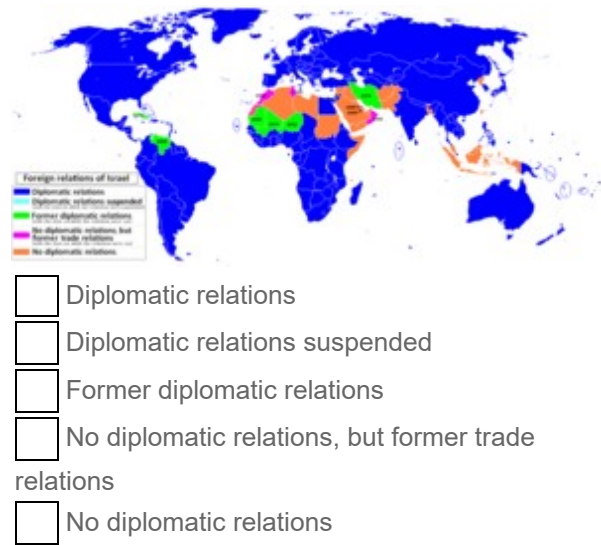 Foreign relations of Israel
Diplomatic relations
Diplomatic relations suspended
Former diplomatic relations
No diplomatic relations, but
former trade relations
No diplomatic relations
Diplomatic relations
Diplomatic relations suspended
Former diplomatic relations
No diplomatic relations, but former trade
relations
No diplomatic relations